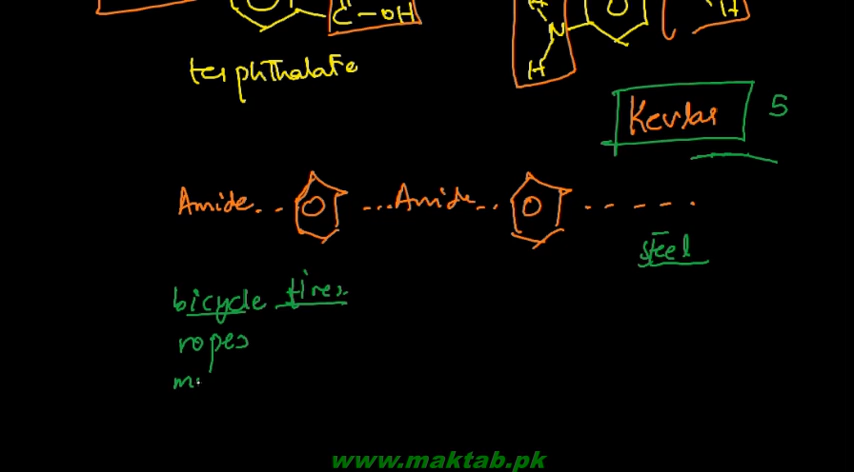 C-OH
N
H
H
H
terphthalate
Kevlar 5
Amide.. ...Amide.. ......
steel
bicycle tires
ropes
m
www.maktab.pk